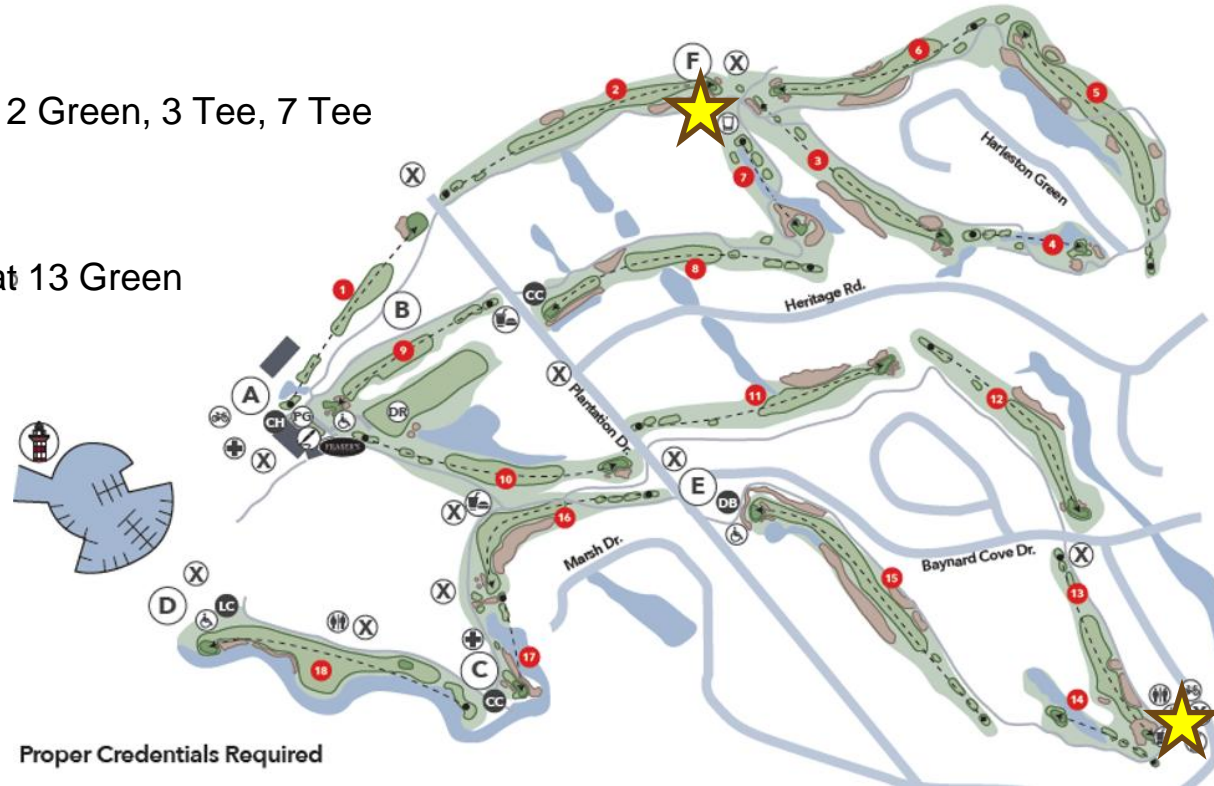 F
X
6
2
5
2 Green, 3 Tee, 7 Tee
Harleston Green
3
X
7
4
at 13 Green
1
8
B
CC
Heritage Rd.
9
X
Plantation Dr.
11
12
A
CH
PG
DR
FRASER'S
X
10
X
E
DB
X
16
Marsh Dr.
Baynard Cove Dr.
X
X
15
13
X
D
LC
X
17
C
18
CC
14
Proper Credentials Required